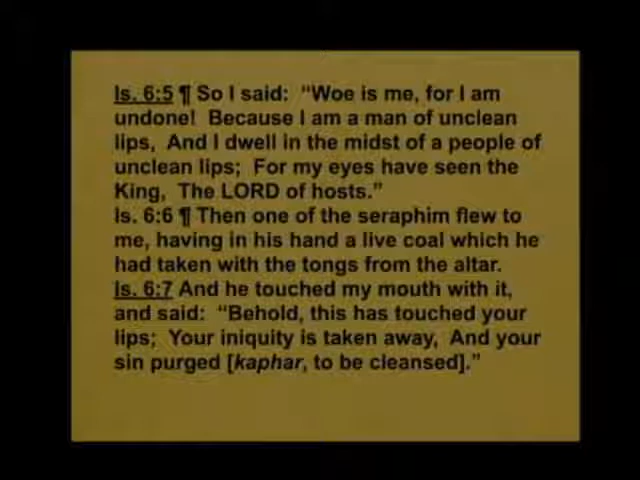 Is. 6:5 ¶ So I said:  “Woe is me, for I am
undone!  Because I am a man of unclean
lips,  And I dwell in the midst of a people of
unclean lips;  For my eyes have seen the
King,  The LORD of hosts.”
Is. 6:6 ¶ Then one of the seraphim flew to
me, having in his hand a live coal which he
had taken with the tongs from the altar.
Is. 6:7 And he touched my mouth with it,
and said:  “Behold, this has touched your
lips;  Your iniquity is taken away,  And your
sin purged [kaphar, to be cleansed].”